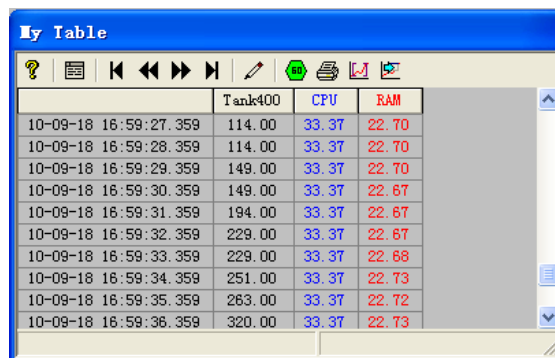 My Table
?
GO
Tank400 CPU RAM
10-09-18 16:59:27.359 114.00 33.37 22.70
10-09-18 16:59:28.359 114.00 33.37 22.70
10-09-18 16:59:29.359 149.00 33.37 22.70
10-09-18 16:59:30.359 149.00 33.37 22.67
10-09-18 16:59:31.359 194.00 33.37 22.67
10-09-18 16:59:32.359 229.00 33.37 22.67
10-09-18 16:59:33.359 229.00 33.37 22.68
10-09-18 16:59:34.359 251.00 33.37 22.73
10-09-18 16:59:35.359 263.00 33.37 22.72
10-09-18 16:59:36.359 320.00 33.37 22.73